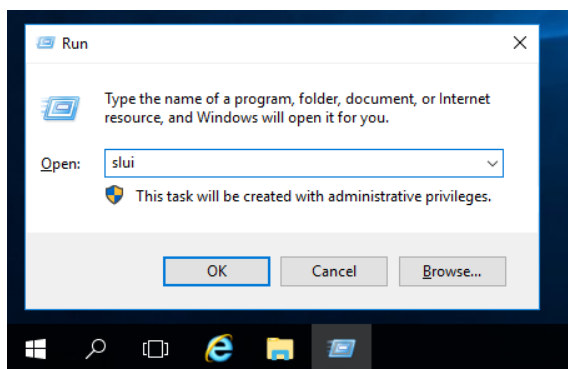 Run
Type the name of a program, folder, document, or Internet
resource, and Windows will open it for you.
Open:
slui
This task will be created with administrative privileges.
OK
Cancel
Browse...